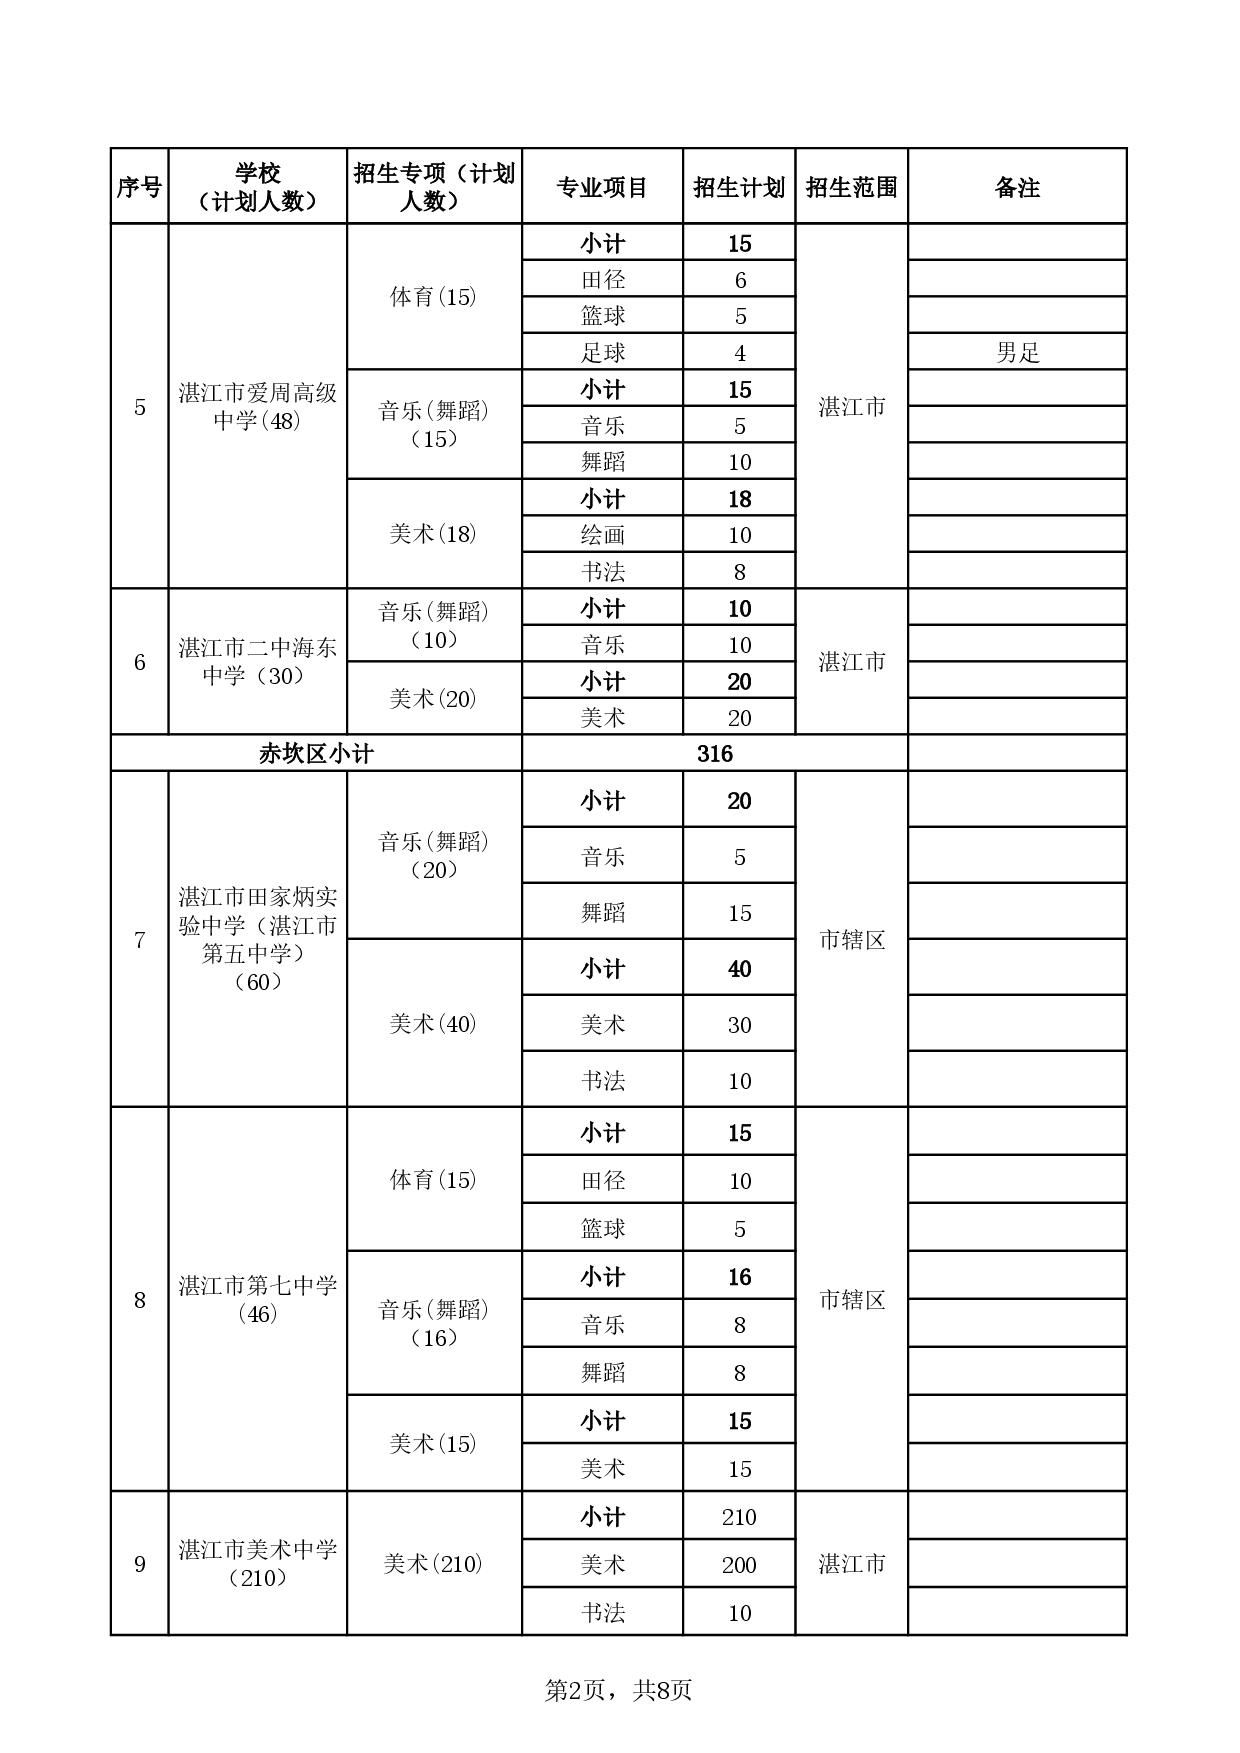 序号 学校 （计划人数） 招生专项（计划 人数） 专业项目 招生计划 招生范围 备注
5 湛江市爱周高级 中学(48) 体育(15) 小计 15 湛江市
田径 6
篮球 5
足球 4 男足
音乐(舞蹈) （15） 小计 15
音乐 5
舞蹈 10
美术(18) 小计 18
绘画 10
书法 8
6 湛江市二中海东 中学（30） 音乐(舞蹈) （10） 小计 10 湛江市
音乐 10
美术(20) 小计 20
美术 20
赤坎区小计 316
7 湛江市田家炳实 验中学（湛江市 第五中学） （60） 音乐(舞蹈) （20） 小计 20 市辖区
音乐 5
舞蹈 15
美术(40) 小计 40
美术 30
书法 10
8 湛江市第七中学 (46) 体育(15) 小计 15 市辖区
田径 10
篮球 5
音乐(舞蹈) （16） 小计 16
音乐 8
舞蹈 8
美术(15) 小计 15
美术 15
9 湛江市美术中学 （210） 美术(210) 小计 210 湛江市
美术 200
书法 10
第2页，共8页